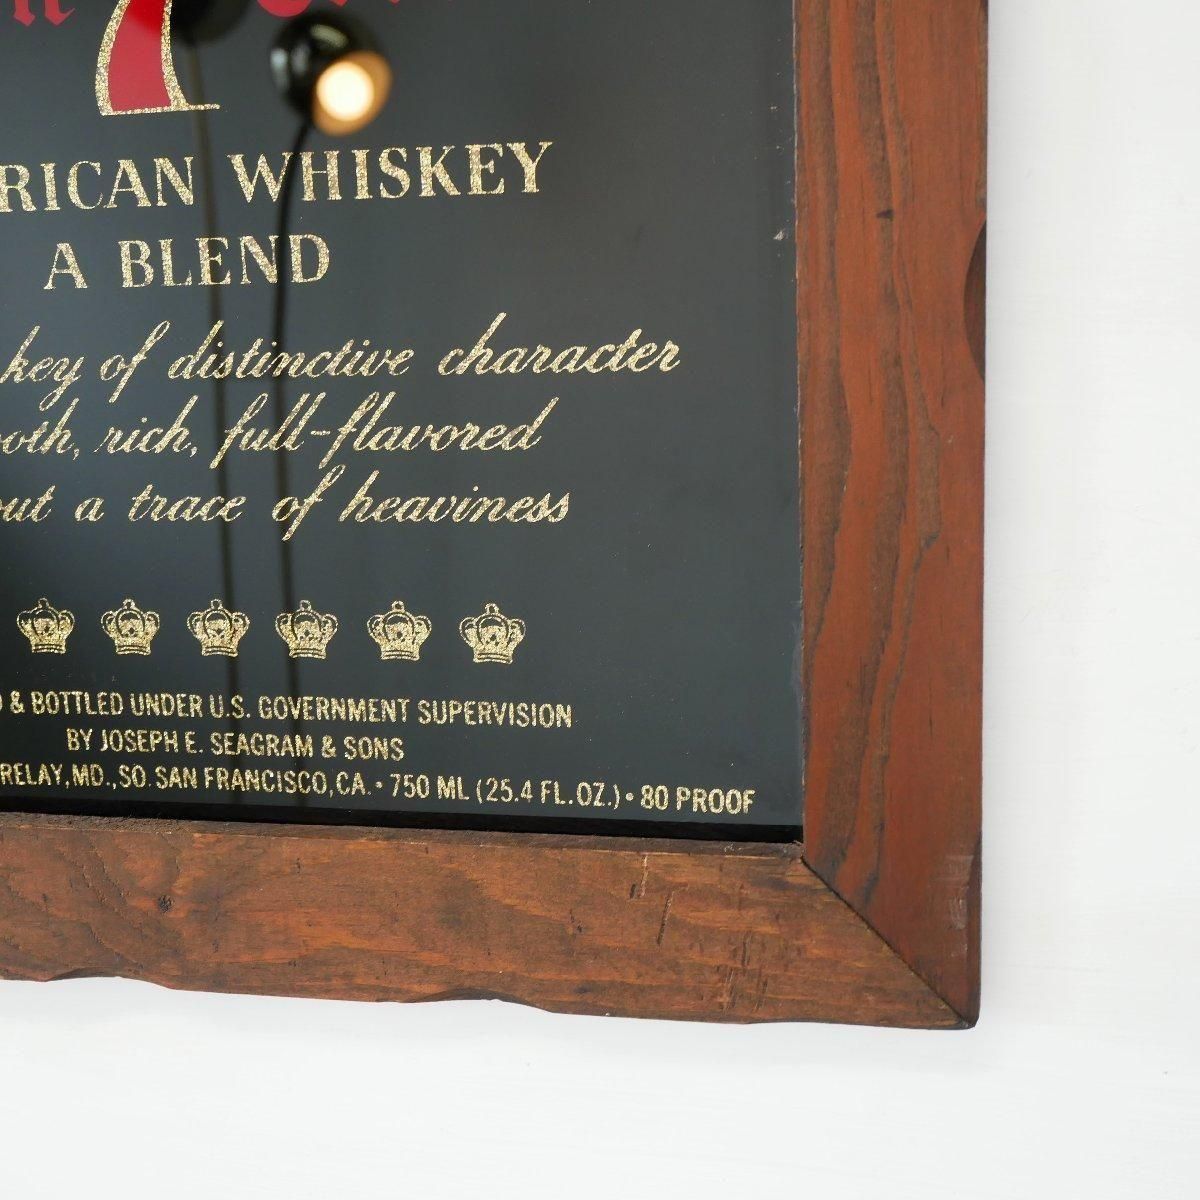 7
RICAN WHISKEY
A BLEND
key of distinctive character
oth, rich, full-flavored
out a trace of heaviness
& BOTTLED UNDER U.S. GOVERNMENT SUPERVISION
BY JOSEPH E. SEAGRAM & SONS
RELAY, MD., SO. SAN FRANCISCO, CA. • 750 ML (25.4 FL. OZ.) • 80 PROOF